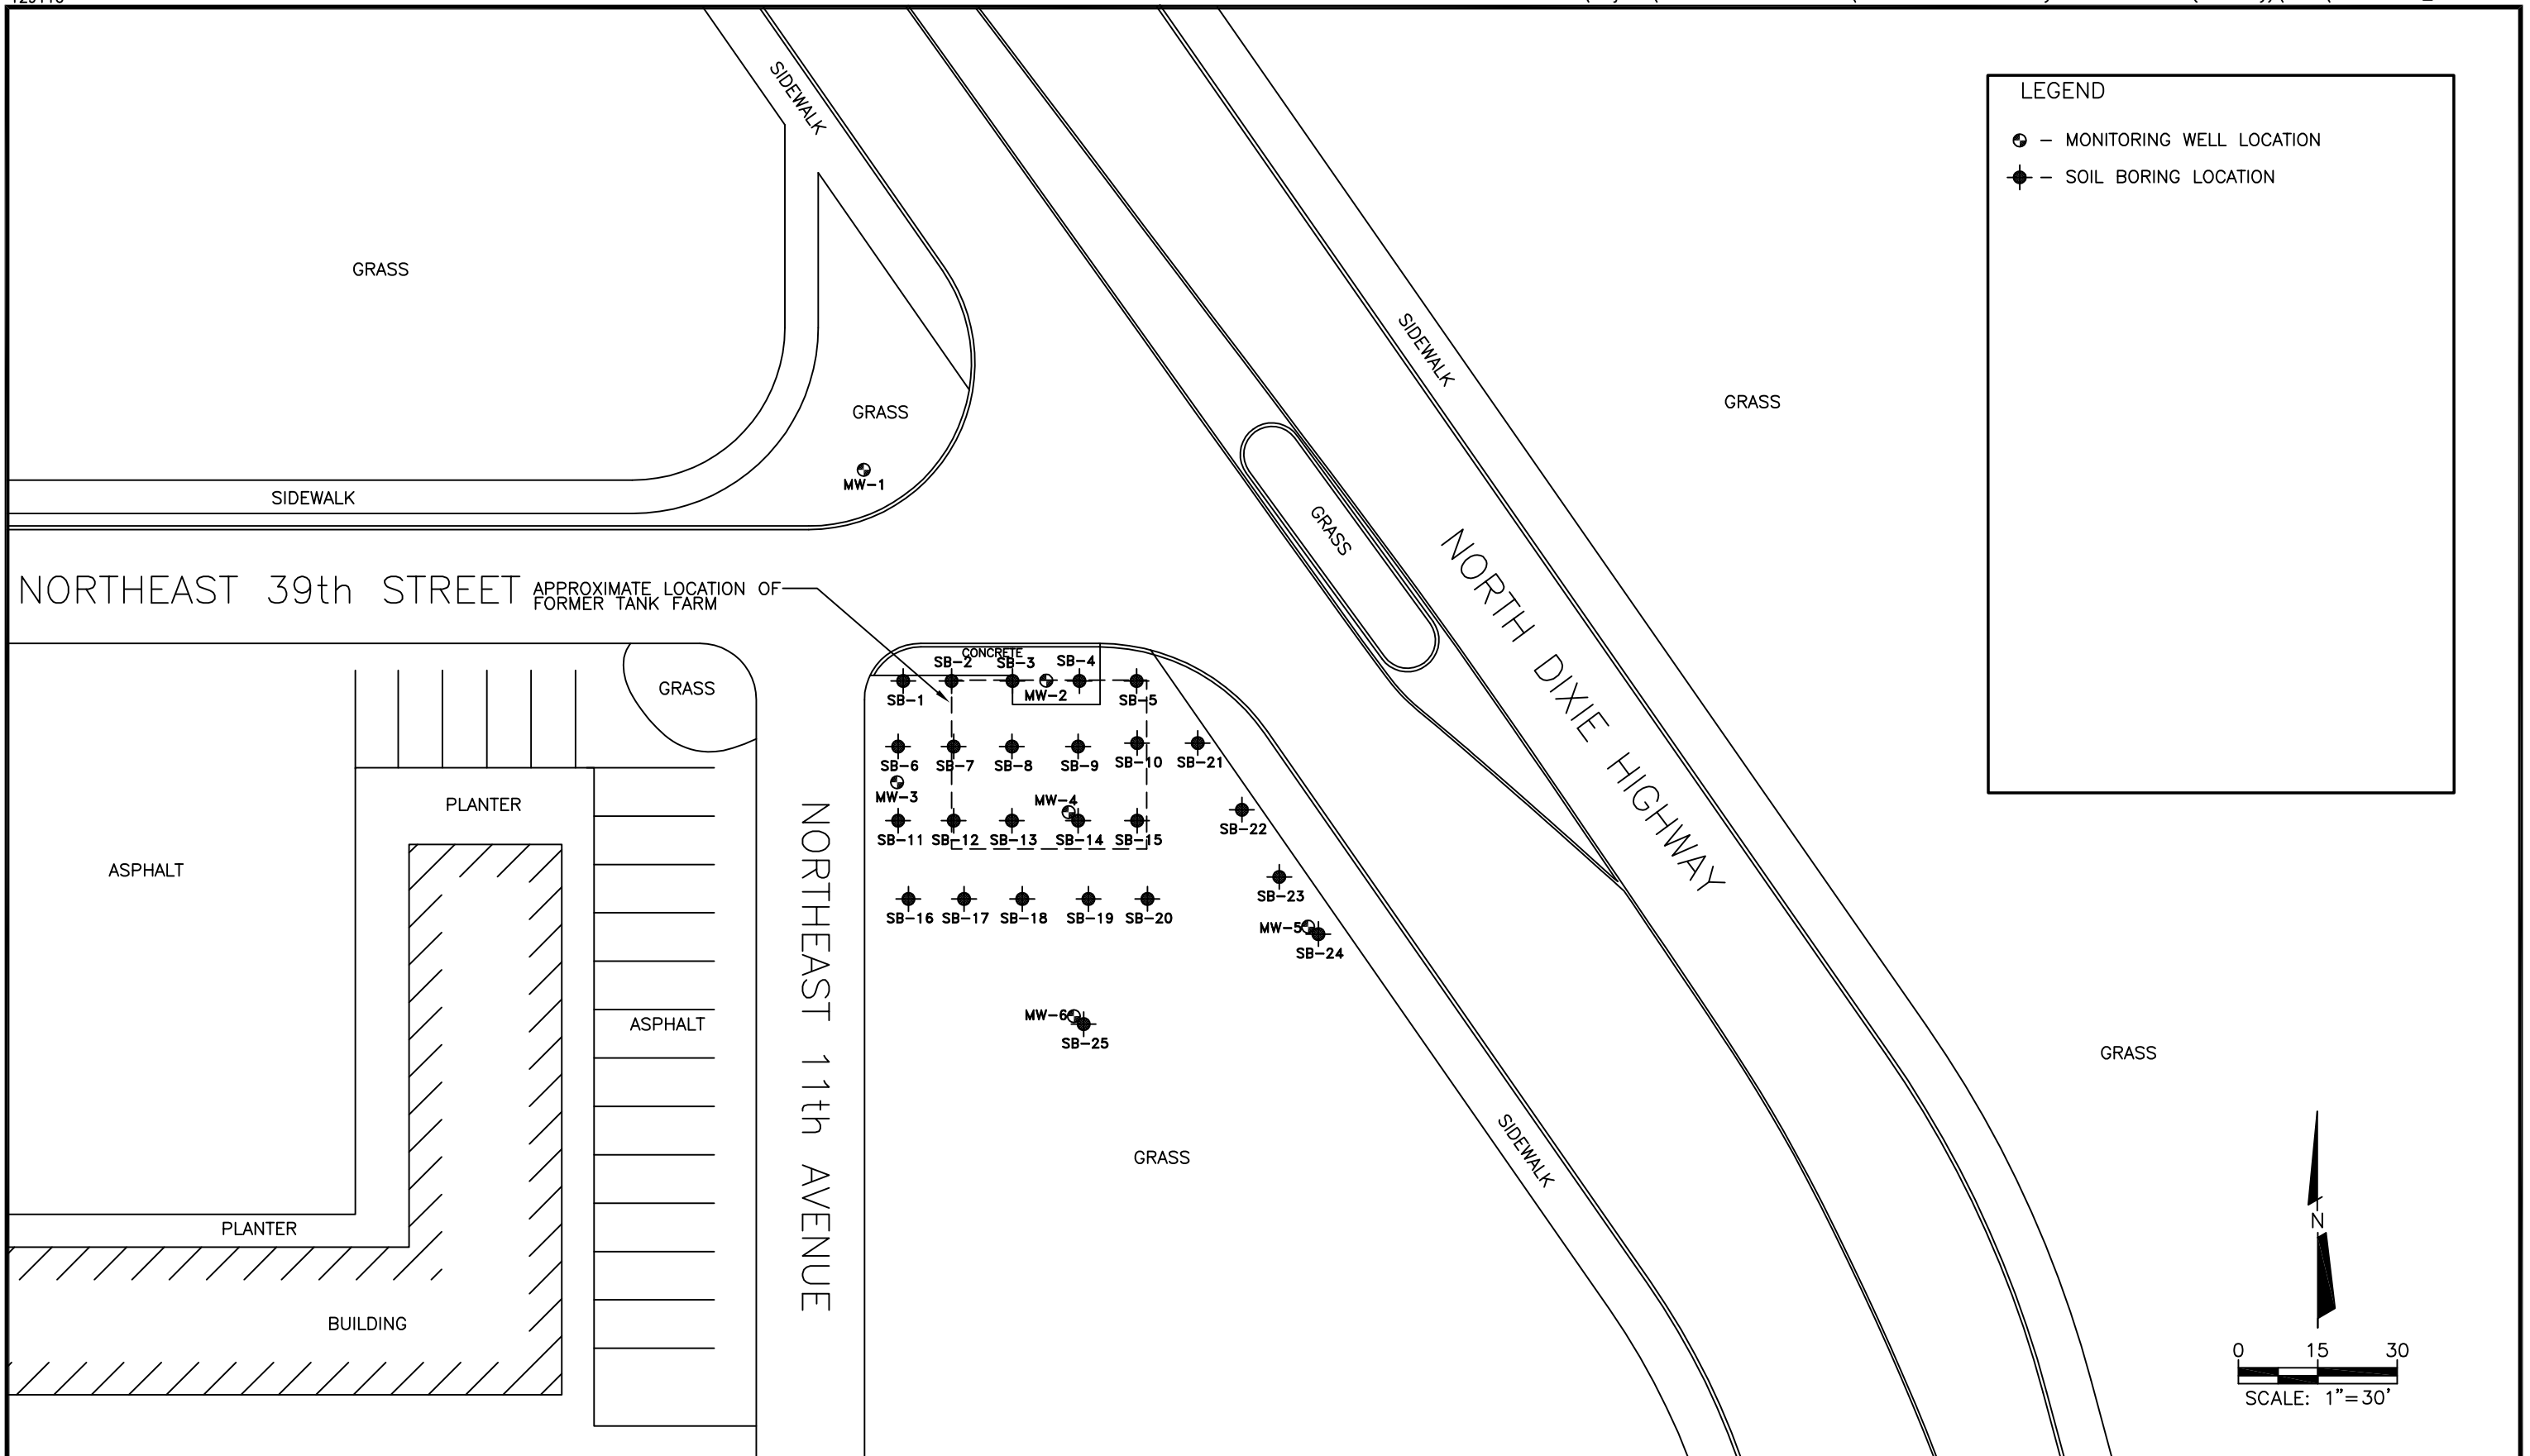 LEGEND
– MONITORING WELL LOCATION
– SOIL BORING LOCATION
SIDEWALK
GRASS
GRASS
MW-1
SIDEWALK
SIDEWALK
GRASS
GRASS
NORTHEAST 39th STREET
APPROXIMATE LOCATION OF
FORMER TANK FARM
NORTH DIXIE HIGHWAY
CONCRETE
SB-2
SB-3
SB-4
SB-1
MW-2
SB-5
GRASS
SB-6
SB-7
SB-8
SB-9
SB-10
SB-21
MW-3
MW-4
PLANTER
SB-11
SB-12
SB-13
SB-14
SB-15
SB-22
ASPHALT
NORTHEAST 11th AVENUE
SB-16
SB-17
SB-18
SB-19
SB-20
SB-23
MW-5
SB-24
MW-6
SB-25
ASPHALT
GRASS
GRASS
SIDEWALK
PLANTER
BUILDING
N
0 15 30
SCALE: 1"=30'